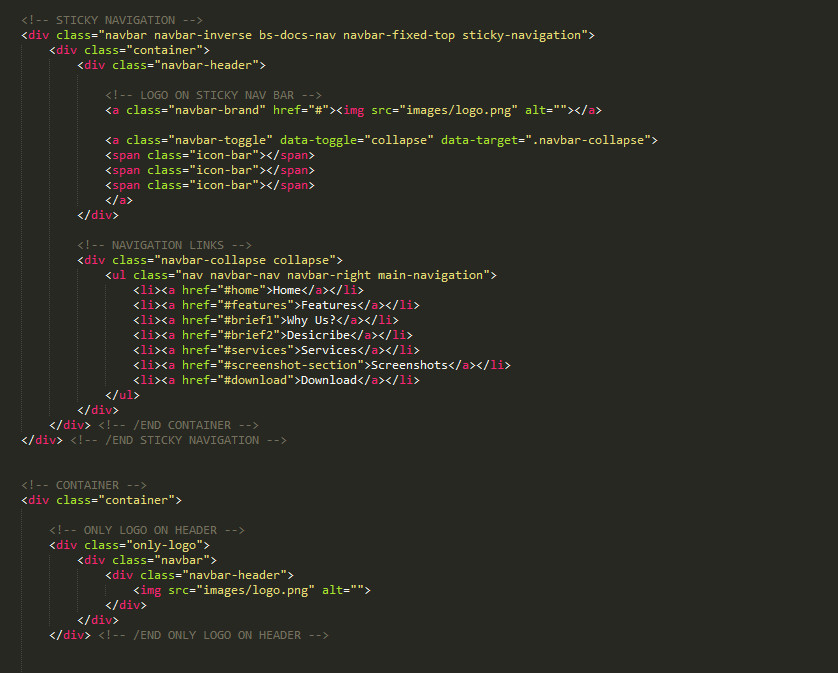 <!-- STICKY NAVIGATION -->
<div class="navbar navbar-inverse bs-docs-nav navbar-fixed-top sticky-navigation">
<div class="container">
<div class="navbar-header">
<!-- LOGO ON STICKY NAV BAR -->
<a class="navbar-brand" href="#"><img src="images/logo.png" alt=""></a>
<a class="navbar-toggle" data-toggle="collapse" data-target=".navbar-collapse">
<span class="icon-bar"></span>
<span class="icon-bar"></span>
<span class="icon-bar"></span>
</a>
</div>
<!-- NAVIGATION LINKS -->
<div class="navbar-collapse collapse">
<ul class="nav navbar-nav navbar-right main-navigation">
<li><a href="#home">Home</a></li>
<li><a href="#features">Features</a></li>
<li><a href="#brief1">Why Us?</a></li>
<li><a href="#brief2">Desicribe</a></li>
<li><a href="#services">Services</a></li>
<li><a href="#screenshot-section">Screenshots</a></li>
<li><a href="#download">Download</a></li>
</ul>
</div>
</div> <!-- /END CONTAINER -->
</div> <!-- /END STICKY NAVIGATION -->
<!-- CONTAINER -->
<div class="container">
<!-- ONLY LOGO ON HEADER -->
<div class="only-logo">
<div class="navbar">
<div class="navbar-header">
<img src="images/logo.png" alt="">
</div>
</div>
</div> <!-- /END ONLY LOGO ON HEADER -->